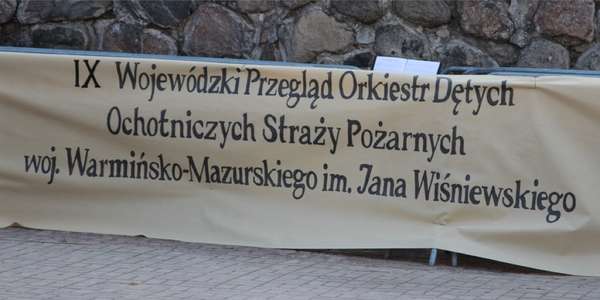 IX Wojewódzki Przegląd Orkiestr Dętych
Ochotniczych Straży Pożarnych
woj. Warmińsko-Mazurskiego im. Jana Wiśniewskiego